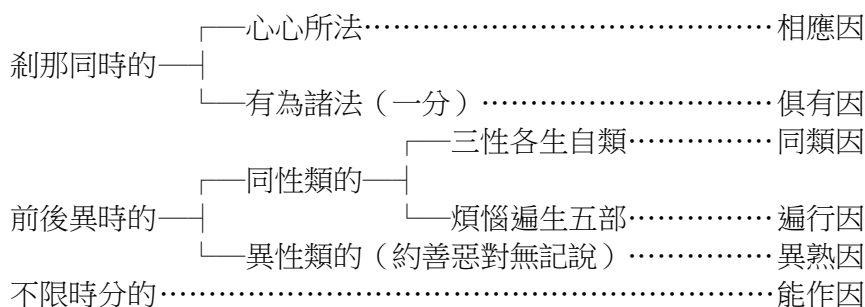 ┌──心心所法………………………………相應因
剎那同時的──┤
└──有為諸法（一分）…………………………俱有因
┌──三性各生自類……………同類因
┌──同性類的──┤
前後異時的──┤　└──煩惱遍生五部……………遍行因
└──異性類的（約善惡對無記說）……………異熟因
不限時分的…………………………………………………能作因